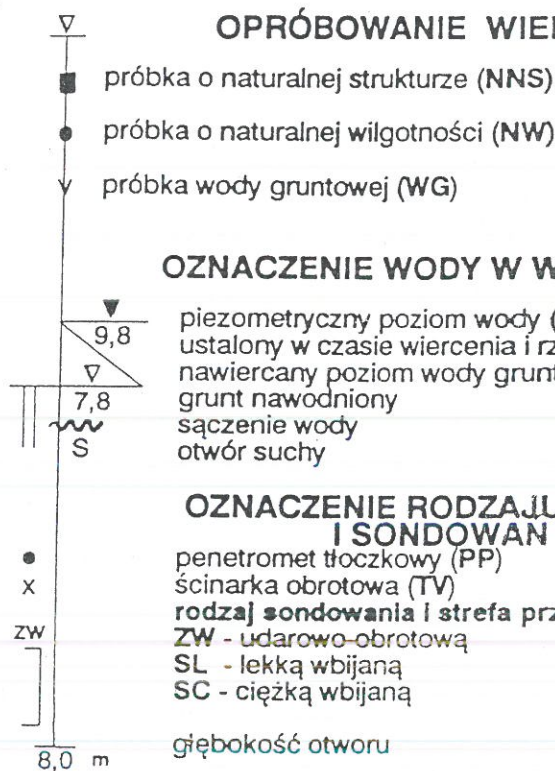 OPRÓBOWANIE WIE
próbka o naturalnej strukturze (NNS)
próbka o naturalnej wilgotności (NW)
próbka wody gruntowej (WG)
OZNACZENIE WODY W W
9,8
piezometryczny poziom wody (
ustalony w czasie wiercenia i rz
nawiercany poziom wody grunt
7,8
grunt nawodniony
sączenie wody
S
otwór suchy
OZNACZENIE RODZAJU
I SONDOWAN
penetromet tłoczkowy (PP)
x ścinarka obrotowa (TV)
rodzaj sondowania i strefa prz
ZW
ZW - udarowo-obrotową
SL - lekką wbijaną
SC - ciężką wbijaną
głębokość otworu
8,0 m